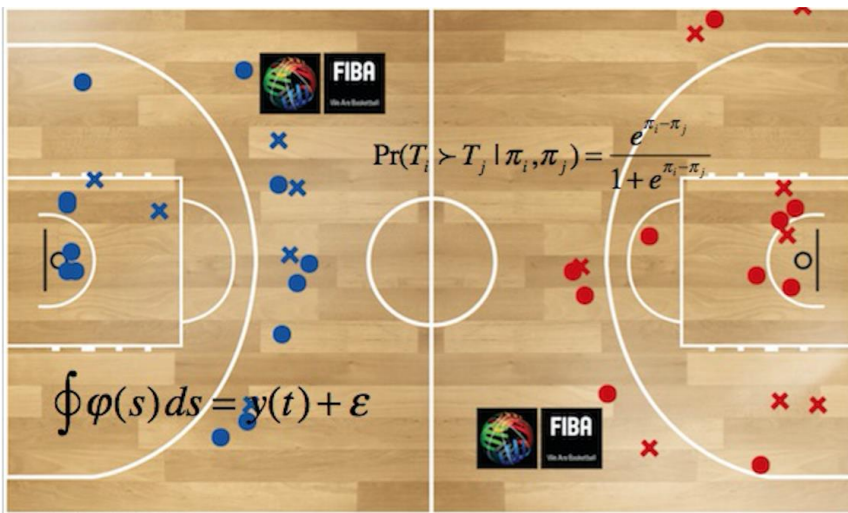 FIBA
We Are Basketball
Pr(T_i ≻ T_j | π_i, π_j) = e^{π_i−π_j} / (1 + e^{π_i−π_j})
∮φ(s)ds = y(t) + ε
FIBA
We Are Basketball